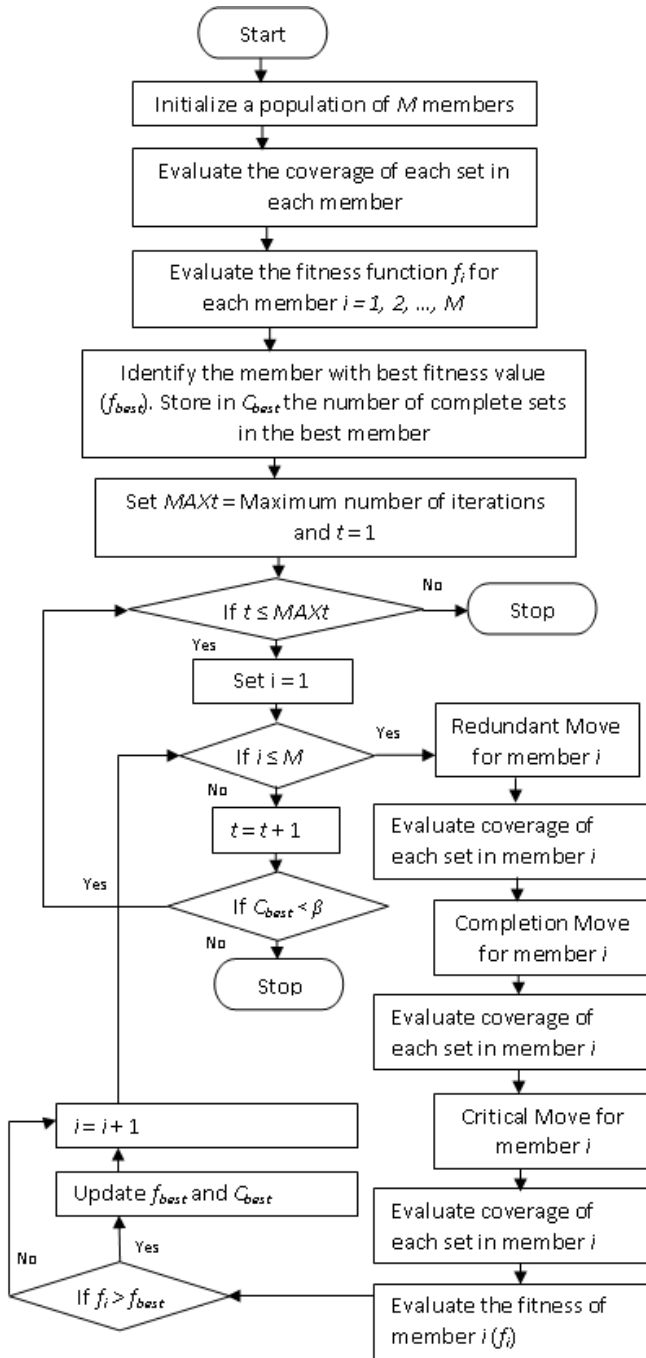 Start
Initialize a population of M members
Evaluate the coverage of each set in
each member
Evaluate the fitness function fi for
each member i = 1, 2, ..., M
Identify the member with best fitness value
(fbest). Store in Cbest the number of complete sets
in the best member
Set MAXt = Maximum number of iterations
and t = 1
If t ≤ MAXt
No
Stop
Yes
Set i = 1
If i ≤ M
Yes
Redundant Move
for member i
No
t = t + 1
Evaluate coverage of
each set in member i
Yes
If Cbest < β
Completion Move
for member i
No
Stop
Evaluate coverage of
each set in member i
i = i + 1
Critical Move for
member i
Update fbest and Cbest
Evaluate coverage of
each set in member i
No
Yes
If fi > fbest
Evaluate the fitness of
member i (fi)